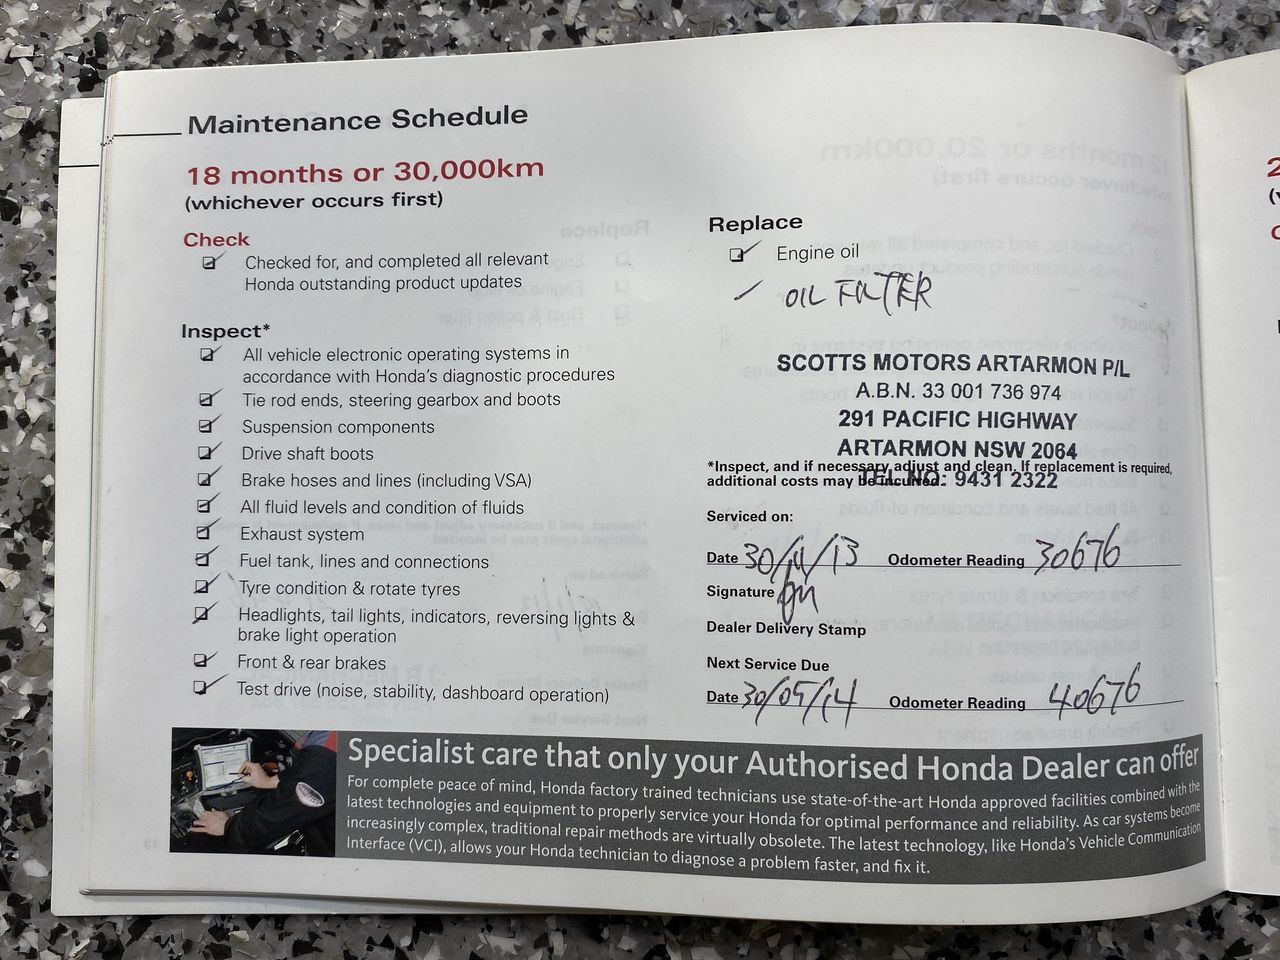 Maintenance Schedule
18 months or 30,000km
(whichever occurs first)
Check
Checked for, and completed all relevant
Honda outstanding product updates
Inspect*
All vehicle electronic operating systems in
accordance with Honda's diagnostic procedures
Tie rod ends, steering gearbox and boots
Suspension components
Drive shaft boots
Brake hoses and lines (including VSA)
All fluid levels and condition of fluids
Exhaust system
Fuel tank, lines and connections
Tyre condition & rotate tyres
Headlights, tail lights, indicators, reversing lights &
brake light operation
Front & rear brakes
Test drive (noise, stability, dashboard operation)
Replace
Engine oil
OIL FILTER
SCOTTS MOTORS ARTARMON P/L
A.B.N. 33 001 736 974
291 PACIFIC HIGHWAY
ARTARMON NSW 2064
*Inspect, and if necessary adjust and clean. If replacement is required,
additional costs may be incurred.
TEL NO: 9431 2322
Serviced on:
Date 30/11/13 Odometer Reading 30676
Signature
Dealer Delivery Stamp
Next Service Due
Date 30/05/14 Odometer Reading 40676
Specialist care that only your Authorised Honda Dealer can offer
For complete peace of mind, Honda factory trained technicians use state-of-the-art Honda approved facilities combined with the
latest technologies and equipment to properly service your Honda for optimal performance and reliability. As car systems become
increasingly complex, traditional repair methods are virtually obsolete. The latest technology, like Honda's Vehicle Communication
Interface (VCI), allows your Honda technician to diagnose a problem faster, and fix it.